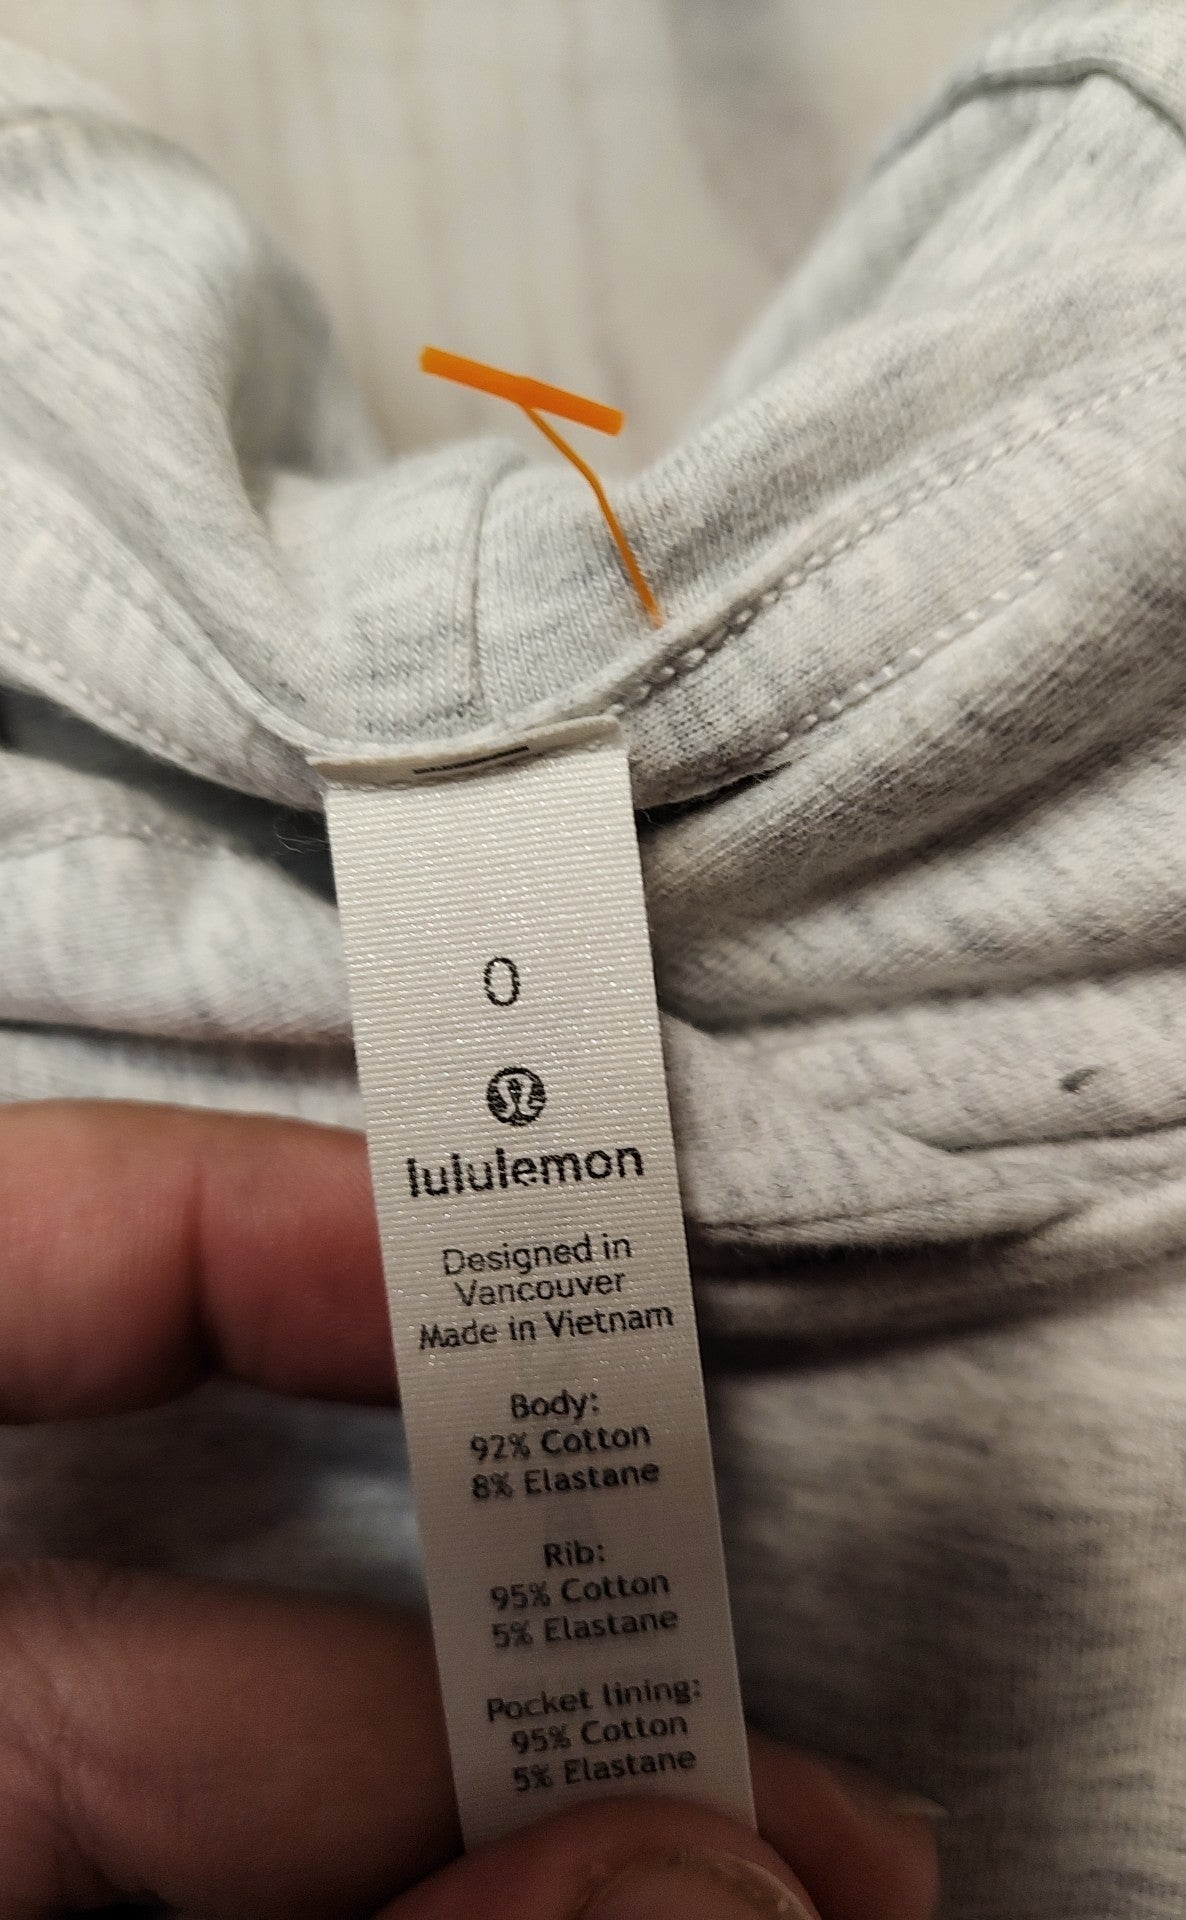 0
lululemon
Designed in
Vancouver
Made in Vietnam
Body:
92% Cotton
8% Elastane
Rib:
95% Cotton
5% Elastane
Pocket lining:
95% Cotton
5% Elastane